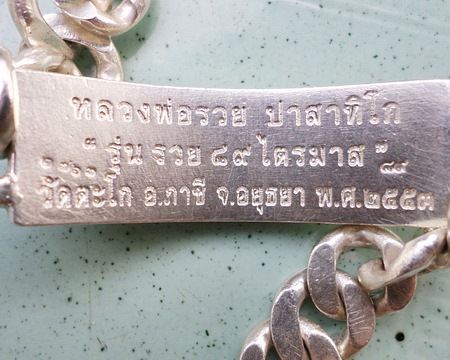 หลวงพ่อรวย ปาสาทิโก
" รุ่น รวย ๘๙ ไตรมาส " ๘๙
วัดตะโก อ.ภาชี จ.อยุธยา พ.ศ.๒๕๕๓